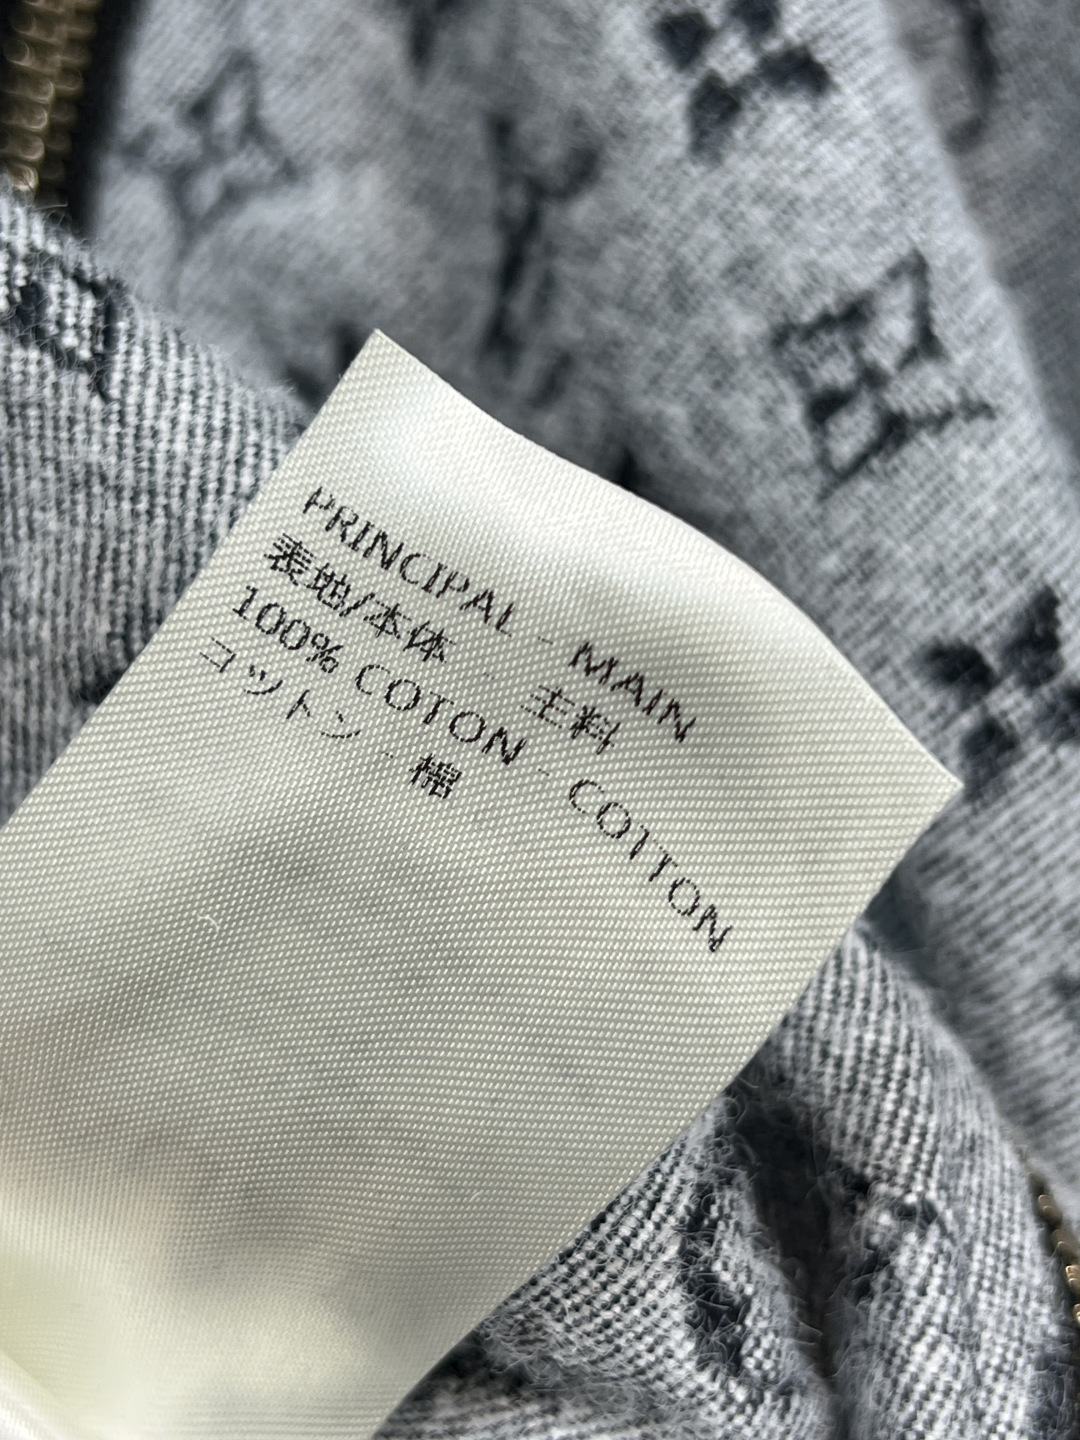 PRINCIPAL - MAIN
表地/本体 - 主料
100% COTON - COTTON
コットン - 棉